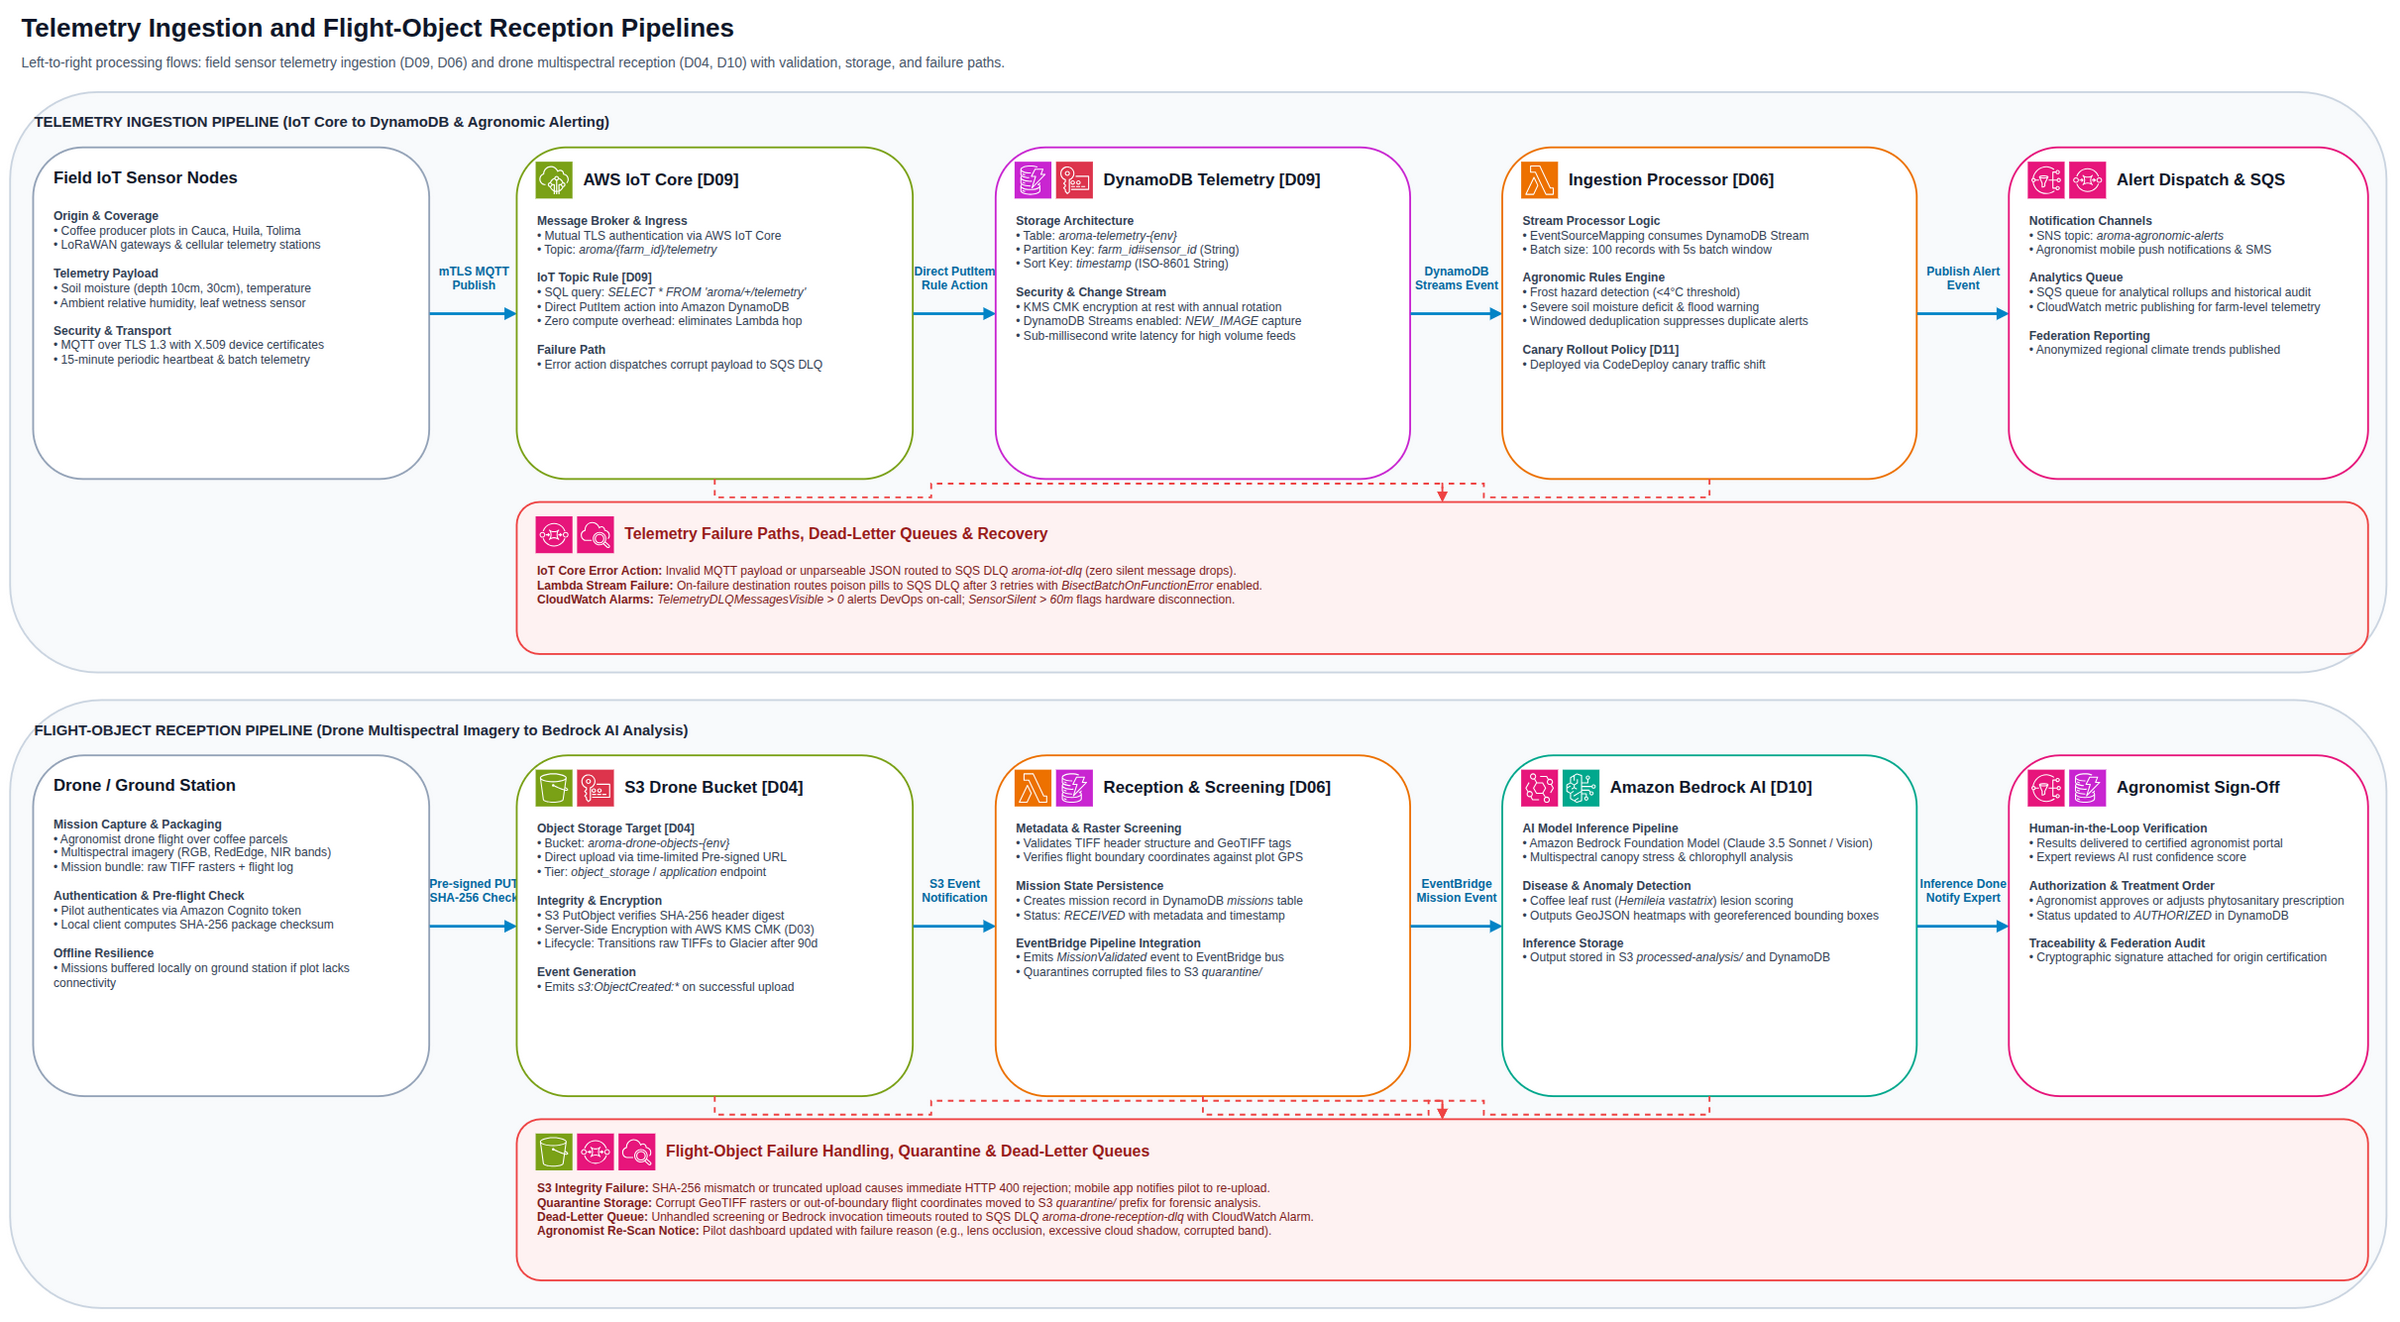 Telemetry Ingestion and Flight-Object Reception Pipelines
Left-to-right processing flows: field sensor telemetry ingestion (D09, D06) and drone multispectral reception (D04, D10) with validation, storage, and failure paths.
TELEMETRY INGESTION PIPELINE (IoT Core to DynamoDB & Agronomic Alerting)
Field IoT Sensor Nodes
Origin & Coverage
• Coffee producer plots in Cauca, Huila, Tolima
• LoRaWAN gateways & cellular telemetry stations
Telemetry Payload
• Soil moisture (depth 10cm, 30cm), temperature
• Ambient relative humidity, leaf wetness sensor
Security & Transport
• MQTT over TLS 1.3 with X.509 device certificates
• 15-minute periodic heartbeat & batch telemetry
mTLS MQTT
Publish
AWS IoT Core [D09]
Message Broker & Ingress
• Mutual TLS authentication via AWS IoT Core
• Topic: aroma/{farm_id}/telemetry
IoT Topic Rule [D09]
• SQL query: SELECT * FROM 'aroma/+/telemetry'
• Direct PutItem action into Amazon DynamoDB
• Zero compute overhead: eliminates Lambda hop
Failure Path
• Error action dispatches corrupt payload to SQS DLQ
Direct PutItem
Rule Action
DynamoDB Telemetry [D09]
Storage Architecture
• Table: aroma-telemetry-{env}
• Partition Key: farm_id#sensor_id (String)
• Sort Key: timestamp (ISO-8601 String)
Security & Change Stream
• KMS CMK encryption at rest with annual rotation
• DynamoDB Streams enabled: NEW_IMAGE capture
• Sub-millisecond write latency for high volume feeds
DynamoDB
Streams Event
Ingestion Processor [D06]
Stream Processor Logic
• EventSourceMapping consumes DynamoDB Stream
• Batch size: 100 records with 5s batch window
Agronomic Rules Engine
• Frost hazard detection (<4°C threshold)
• Severe soil moisture deficit & flood warning
• Windowed deduplication suppresses duplicate alerts
Canary Rollout Policy [D11]
• Deployed via CodeDeploy canary traffic shift
Publish Alert
Event
Alert Dispatch & SQS
Notification Channels
• SNS topic: aroma-agronomic-alerts
• Agronomist mobile push notifications & SMS
Analytics Queue
• SQS queue for analytical rollups and historical audit
• CloudWatch metric publishing for farm-level telemetry
Federation Reporting
• Anonymized regional climate trends published
Telemetry Failure Paths, Dead-Letter Queues & Recovery
IoT Core Error Action: Invalid MQTT payload or unparseable JSON routed to SQS DLQ aroma-iot-dlq (zero silent message drops).
Lambda Stream Failure: On-failure destination routes poison pills to SQS DLQ after 3 retries with BisectBatchOnFunctionError enabled.
CloudWatch Alarms: TelemetryDLQMessagesVisible > 0 alerts DevOps on-call; SensorSilent > 60m flags hardware disconnection.
FLIGHT-OBJECT RECEPTION PIPELINE (Drone Multispectral Imagery to Bedrock AI Analysis)
Drone / Ground Station
Mission Capture & Packaging
• Agronomist drone flight over coffee parcels
• Multispectral imagery (RGB, RedEdge, NIR bands)
• Mission bundle: raw TIFF rasters + flight log
Authentication & Pre-flight Check
• Pilot authenticates via Amazon Cognito token
• Local client computes SHA-256 package checksum
Offline Resilience
• Missions buffered locally on ground station if plot lacks
connectivity
Pre-signed PUT
SHA-256 Check
S3 Drone Bucket [D04]
Object Storage Target [D04]
• Bucket: aroma-drone-objects-{env}
• Direct upload via time-limited Pre-signed URL
• Tier: object_storage / application endpoint
Integrity & Encryption
• S3 PutObject verifies SHA-256 header digest
• Server-Side Encryption with AWS KMS CMK (D03)
• Lifecycle: Transitions raw TIFFs to Glacier after 90d
Event Generation
• Emits s3:ObjectCreated:* on successful upload
S3 Event
Notification
Reception & Screening [D06]
Metadata & Raster Screening
• Validates TIFF header structure and GeoTIFF tags
• Verifies flight boundary coordinates against plot GPS
Mission State Persistence
• Creates mission record in DynamoDB missions table
• Status: RECEIVED with metadata and timestamp
EventBridge Pipeline Integration
• Emits MissionValidated event to EventBridge bus
• Quarantines corrupted files to S3 quarantine/
EventBridge
Mission Event
Amazon Bedrock AI [D10]
AI Model Inference Pipeline
• Amazon Bedrock Foundation Model (Claude 3.5 Sonnet / Vision)
• Multispectral canopy stress & chlorophyll analysis
Disease & Anomaly Detection
• Coffee leaf rust (Hemileia vastatrix) lesion scoring
• Outputs GeoJSON heatmaps with georeferenced bounding boxes
Inference Storage
• Output stored in S3 processed-analysis/ and DynamoDB
Inference Done
Notify Expert
Agronomist Sign-Off
Human-in-the-Loop Verification
• Results delivered to certified agronomist portal
• Expert reviews AI rust confidence score
Authorization & Treatment Order
• Agronomist approves or adjusts phytosanitary prescription
• Status updated to AUTHORIZED in DynamoDB
Traceability & Federation Audit
• Cryptographic signature attached for origin certification
Flight-Object Failure Handling, Quarantine & Dead-Letter Queues
S3 Integrity Failure: SHA-256 mismatch or truncated upload causes immediate HTTP 400 rejection; mobile app notifies pilot to re-upload.
Quarantine Storage: Corrupt GeoTIFF rasters or out-of-boundary flight coordinates moved to S3 quarantine/ prefix for forensic analysis.
Dead-Letter Queue: Unhandled screening or Bedrock invocation timeouts routed to SQS DLQ aroma-drone-reception-dlq with CloudWatch Alarm.
Agronomist Re-Scan Notice: Pilot dashboard updated with failure reason (e.g., lens occlusion, excessive cloud shadow, corrupted band).